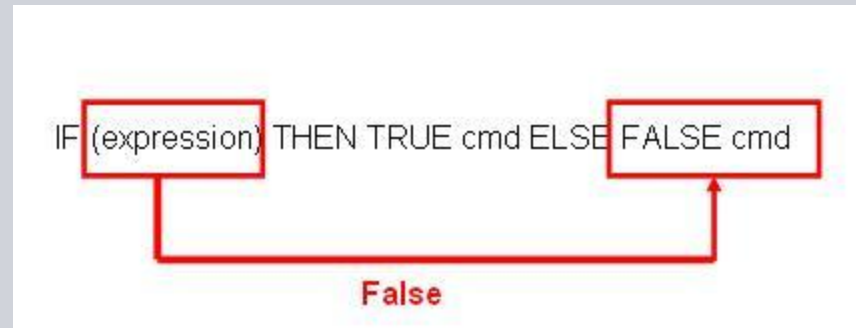 IF (expression) THEN TRUE cmd ELSE FALSE cmd
False